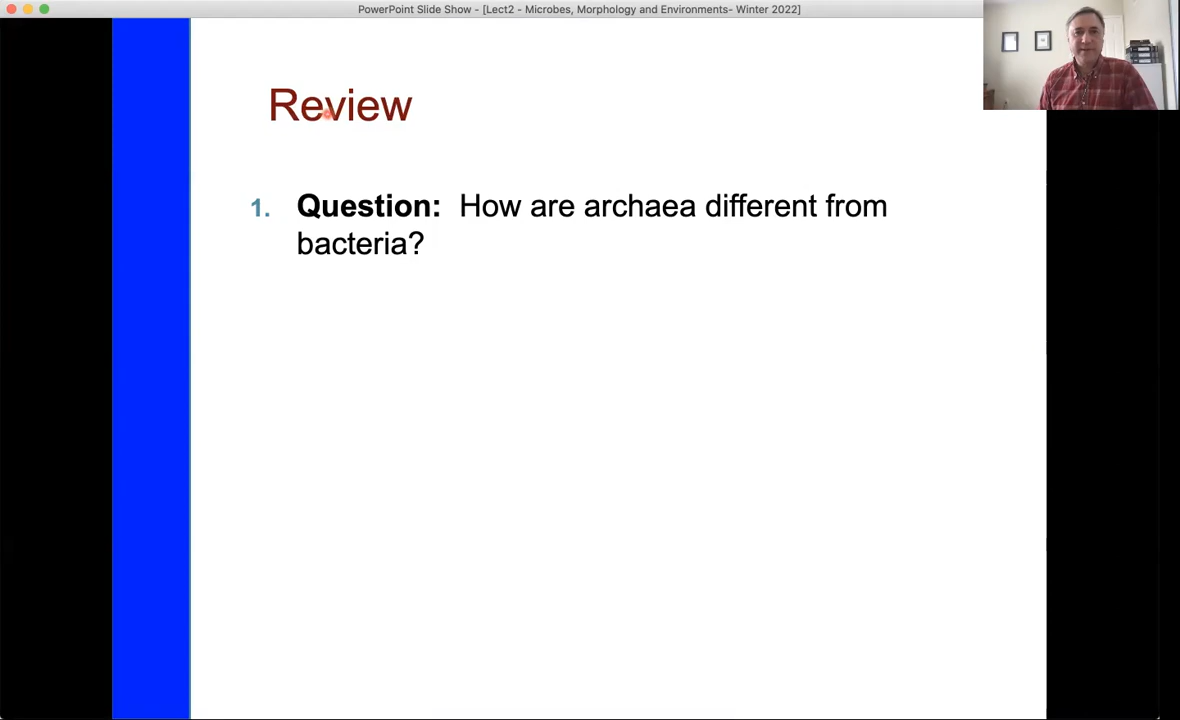 PowerPoint Slide Show - [Lect2 - Microbes, Morphology and Environments- Winter 2022]
Review
1. Question: How are archaea different from
bacteria?